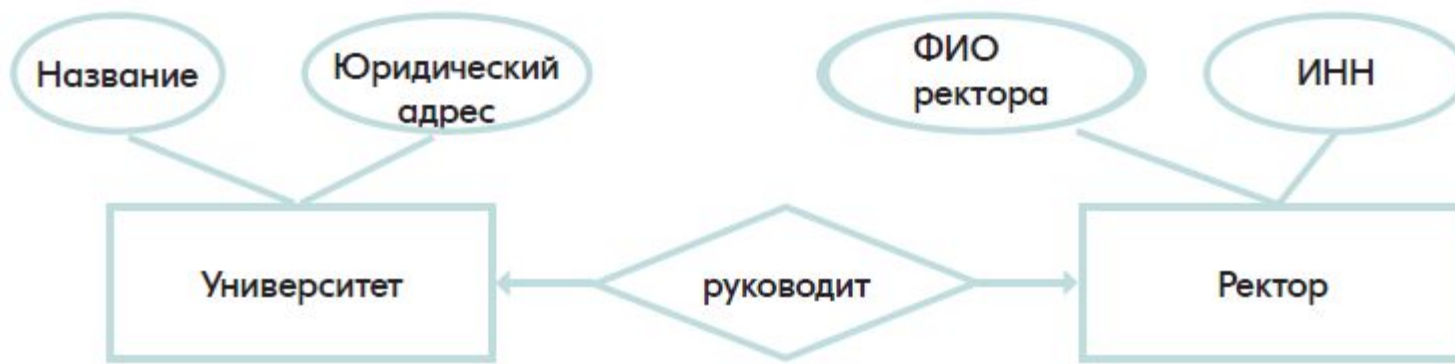 Название
Юридический
адрес
ФИО
ректора
ИНН
Университет
руководит
Ректор